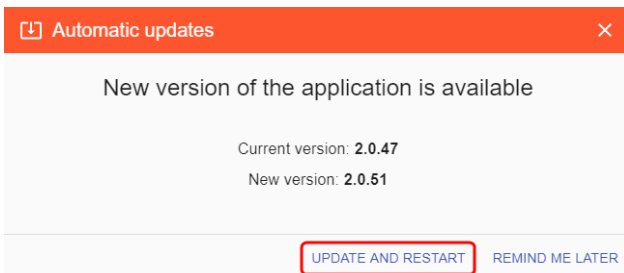 Automatic updates
New version of the application is available
Current version: 2.0.47
New version: 2.0.51
UPDATE AND RESTART REMIND ME LATER